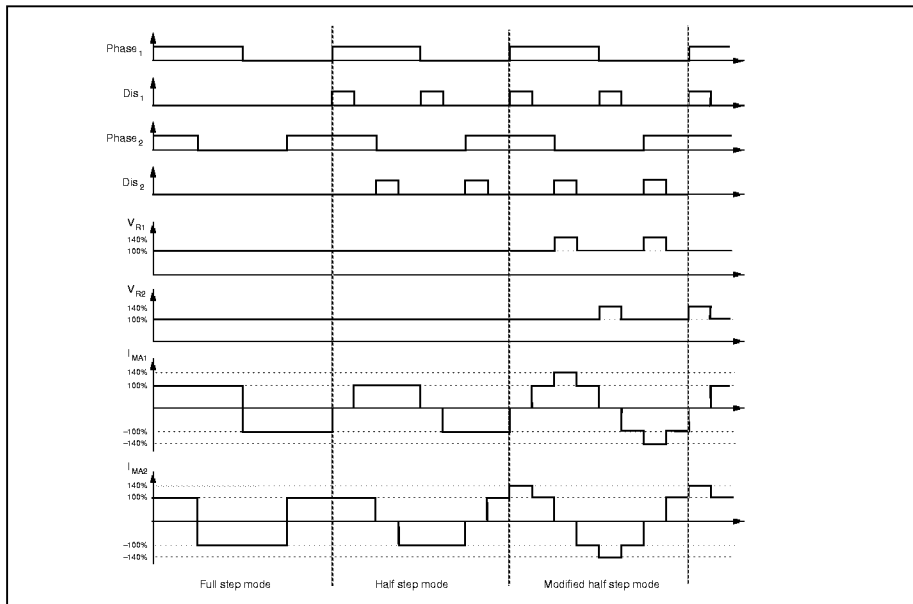 Phase1
Dis1
Phase2
Dis2
VR1
140%
100%
VR2
140%
100%
IMA1
140%
100%
−100%
−140%
IMA2
140%
100%
−100%
−140%
Full step mode Half step mode Modified half step mode